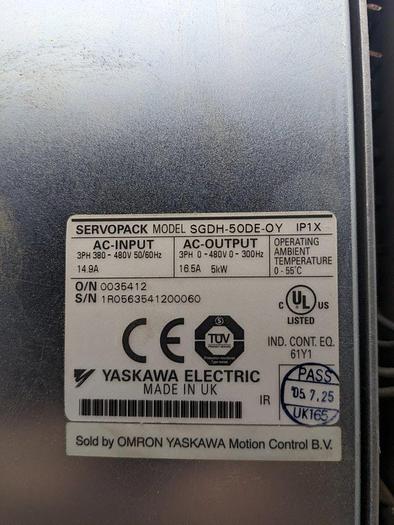 SERVOPACK MODEL SGDH-50DE-OY IP1X
AC-INPUT
3PH 380 - 480V 50/60Hz
14.9A
AC-OUTPUT
3PH 0 - 480V 0 - 300Hz
16.5A 5kW
OPERATING
AMBIENT
TEMPERATURE
0 - 55°C
O/N 0035412
S/N 1R0563541200060
CE
TÜV
C UL US
LISTED
IND. CONT. EQ.
61Y1
YASKAWA ELECTRIC
MADE IN UK
IR
PASS
'05.7.25
UK165
Sold by OMRON YASKAWA Motion Control B.V.